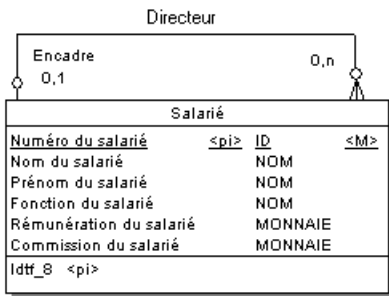 Directeur
Encadre
0,1
0,n
Salarié
Numéro du salarié <pi> ID <M>
Nom du salarié NOM
Prénom du salarié NOM
Fonction du salarié NOM
Rémunération du salarié MONNAIE
Commission du salarié MONNAIE
Idtf_8 <pi>